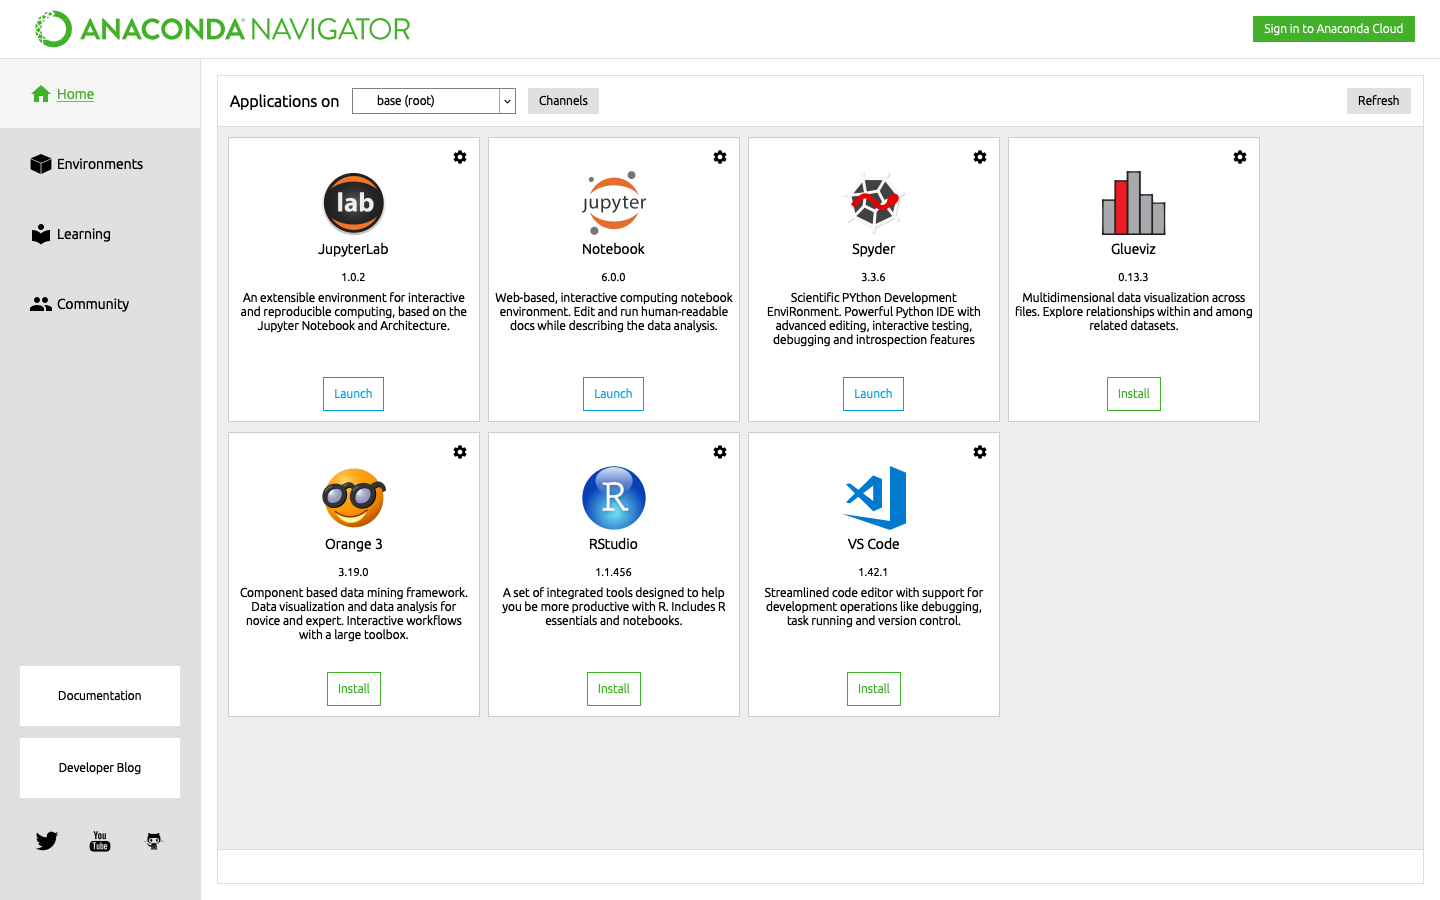 ANACONDA NAVIGATOR
Sign in to Anaconda Cloud
Home
Environments
Learning
Community
Documentation
Developer Blog
You
Tube
Applications on
base (root)
Channels
Refresh
lab
JupyterLab
1.0.2
An extensible environment for interactive
and reproducible computing, based on the
Jupyter Notebook and Architecture.
Launch
jupyter
Notebook
6.0.0
Web-based, interactive computing notebook
environment. Edit and run human-readable
docs while describing the data analysis.
Launch
Spyder
3.3.6
Scientific PYthon Development
EnviRonment. Powerful Python IDE with
advanced editing, interactive testing,
debugging and introspection features
Launch
Glueviz
0.13.3
Multidimensional data visualization across
files. Explore relationships within and among
related datasets.
Install
Orange 3
3.19.0
Component based data mining framework.
Data visualization and data analysis for
novice and expert. Interactive workflows
with a large toolbox.
Install
R
RStudio
1.1.456
A set of integrated tools designed to help
you be more productive with R. Includes R
essentials and notebooks.
Install
VS Code
1.42.1
Streamlined code editor with support for
development operations like debugging,
task running and version control.
Install